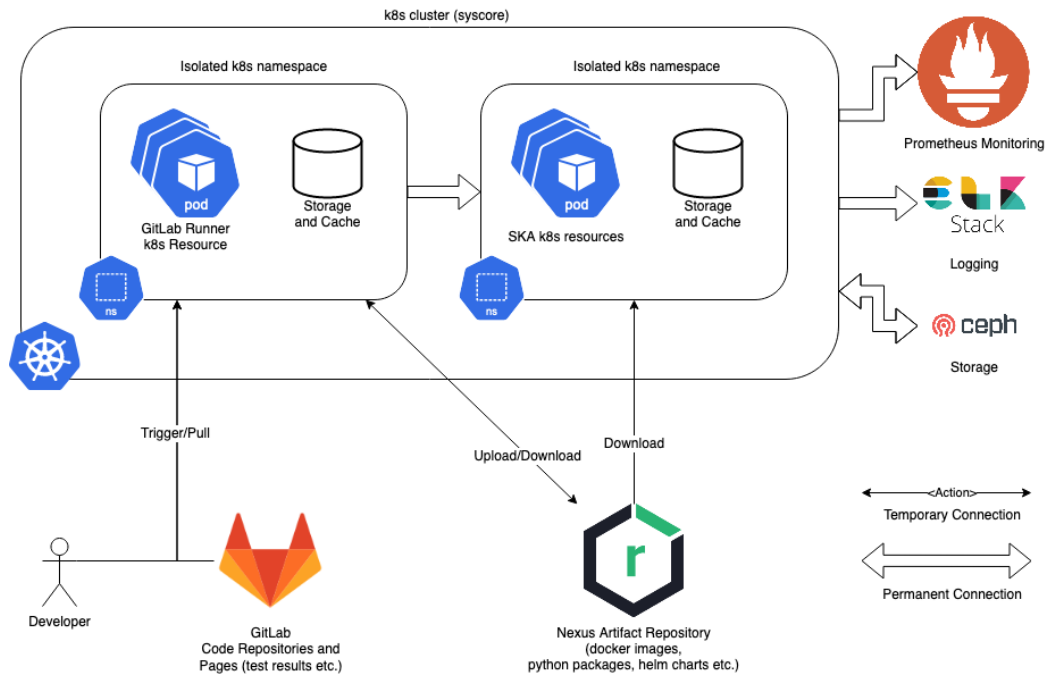 k8s cluster (syscore)
Isolated k8s namespace
Isolated k8s namespace
pod
GitLab Runner
k8s Resource
Storage
and Cache
ns
pod
SKA k8s resources
Storage
and Cache
ns
Prometheus Monitoring
ELK
Stack
Logging
ceph
Storage
Trigger/Pull
Upload/Download
Download
<Action>
Temporary Connection
Permanent Connection
Developer
GitLab
Code Repositories and
Pages (test results etc.)
r
Nexus Artifact Repository
(docker images,
python packages, helm charts etc.)